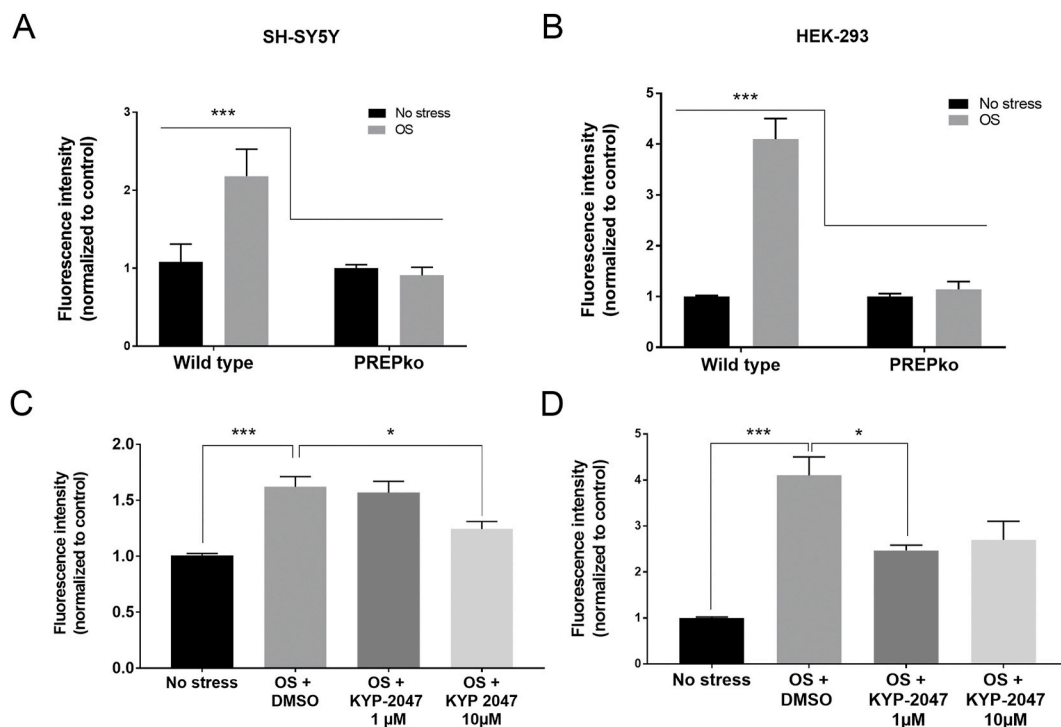 A
SH-SY5Y
Fluorescence intensity
(normalized to control)
3
2
1
0
***
No stress
OS
Wild type
PREPko
B
HEK-293
Fluorescence intensity
(normalized to control)
5
4
3
2
1
0
***
No stress
OS
Wild type
PREPko
C
Fluorescence intensity
(normalized to control)
2.0
1.5
1.0
0.5
0.0
***
*
No stress
OS +
DMSO
OS +
KYP-2047
1 µM
OS +
KYP 2047
10µM
D
Fluorescence intensity
(normalized to control)
5
4
3
2
1
0
***
*
No stress
OS +
DMSO
OS +
KYP-2047
1µM
OS +
KYP-2047
10µM